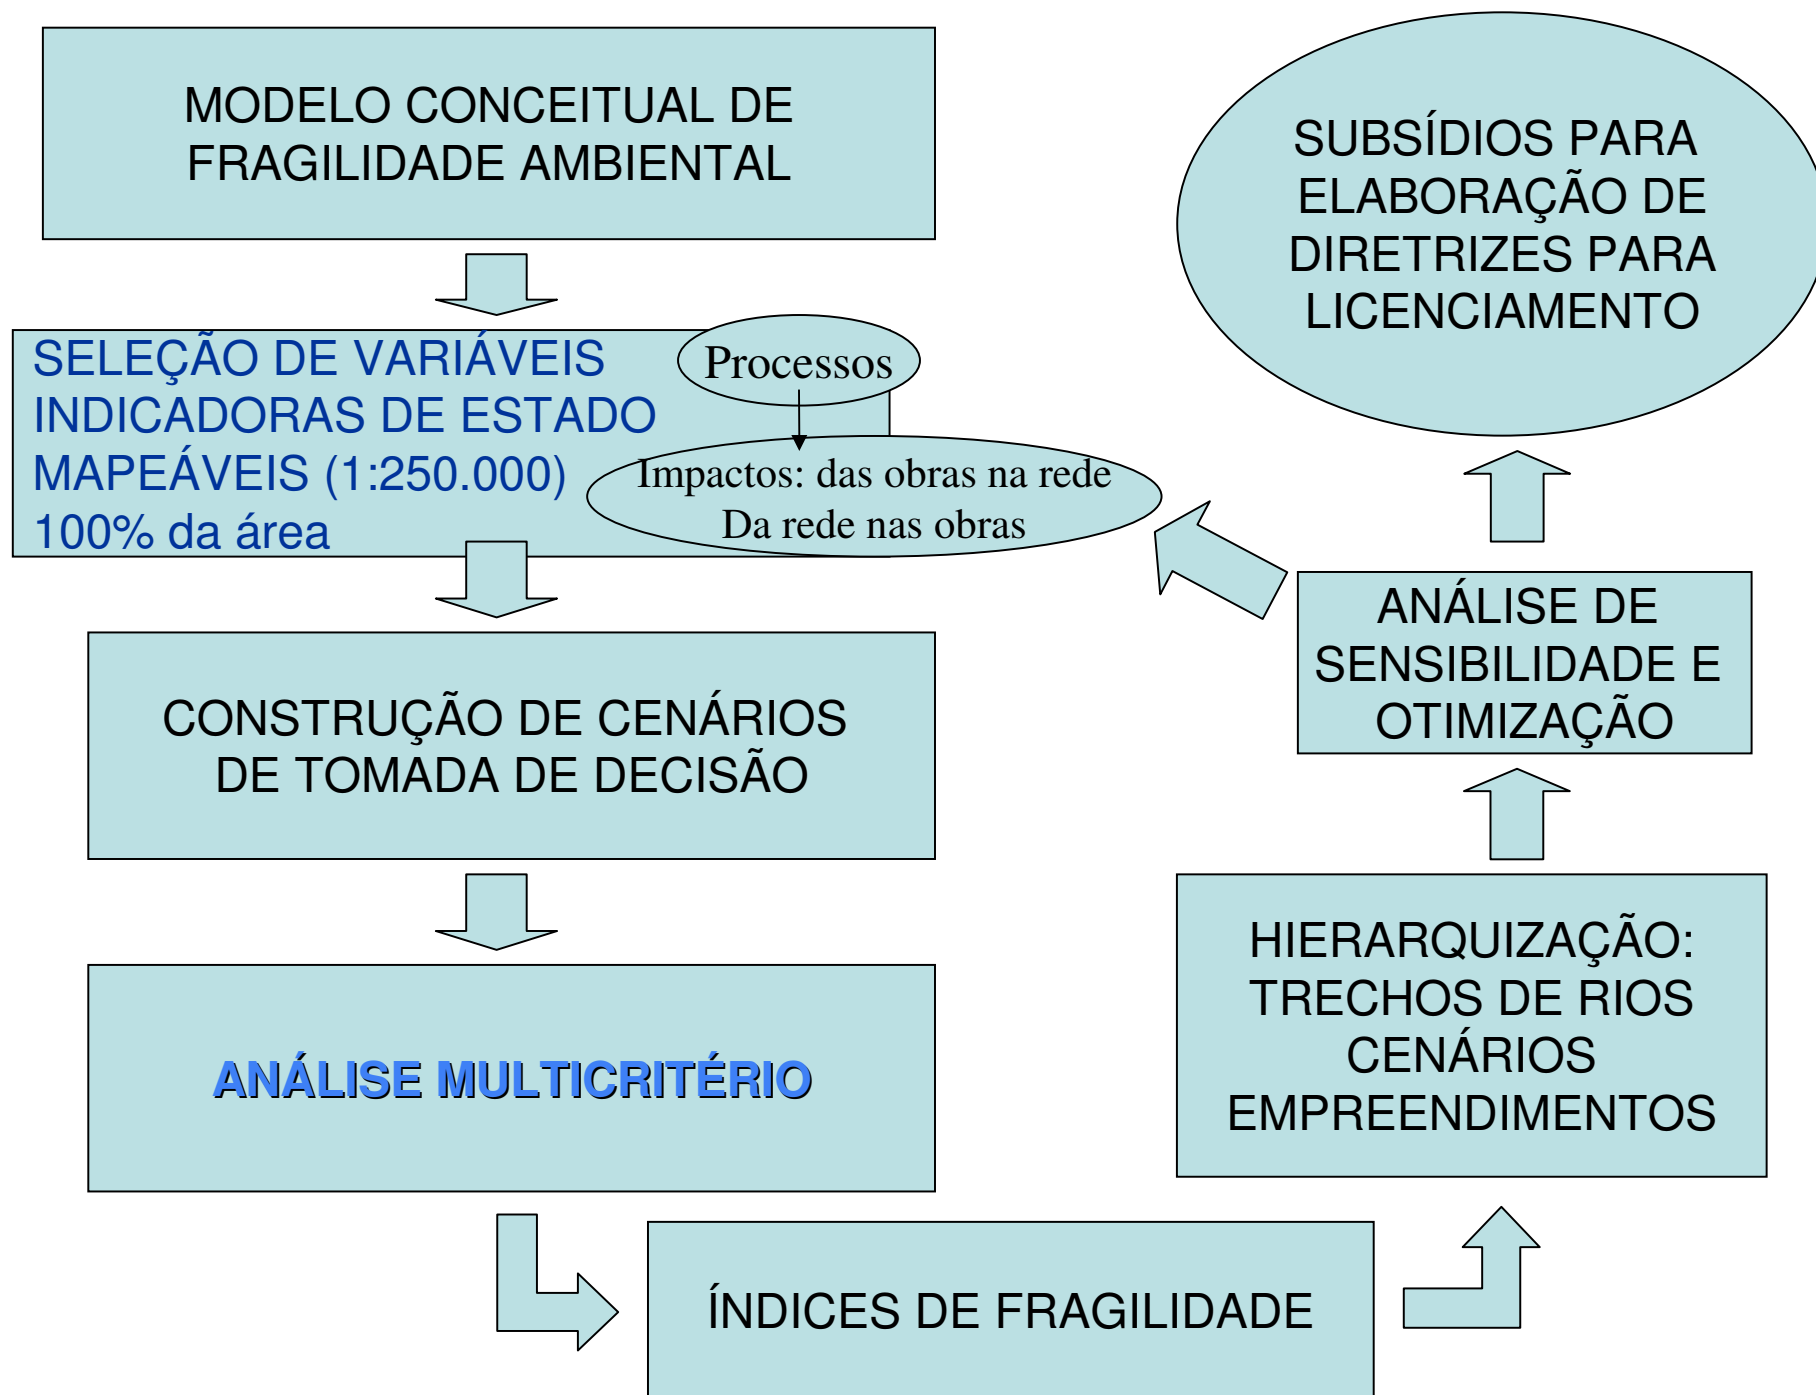 MODELO CONCEITUAL DE
FRAGILIDADE AMBIENTAL
SELEÇÃO DE VARIÁVEIS
INDICADORAS DE ESTADO
MAPEÁVEIS (1:250.000)
100% da área
Processos
Impactos: das obras na rede
Da rede nas obras
CONSTRUÇÃO DE CENÁRIOS
DE TOMADA DE DECISÃO
ANÁLISE MULTICRITÉRIO
ÍNDICES DE FRAGILIDADE
HIERARQUIZAÇÃO:
TRECHOS DE RIOS
CENÁRIOS
EMPREENDIMENTOS
ANÁLISE DE
SENSIBILIDADE E
OTIMIZAÇÃO
SUBSÍDIOS PARA
ELABORAÇÃO DE
DIRETRIZES PARA
LICENCIAMENTO